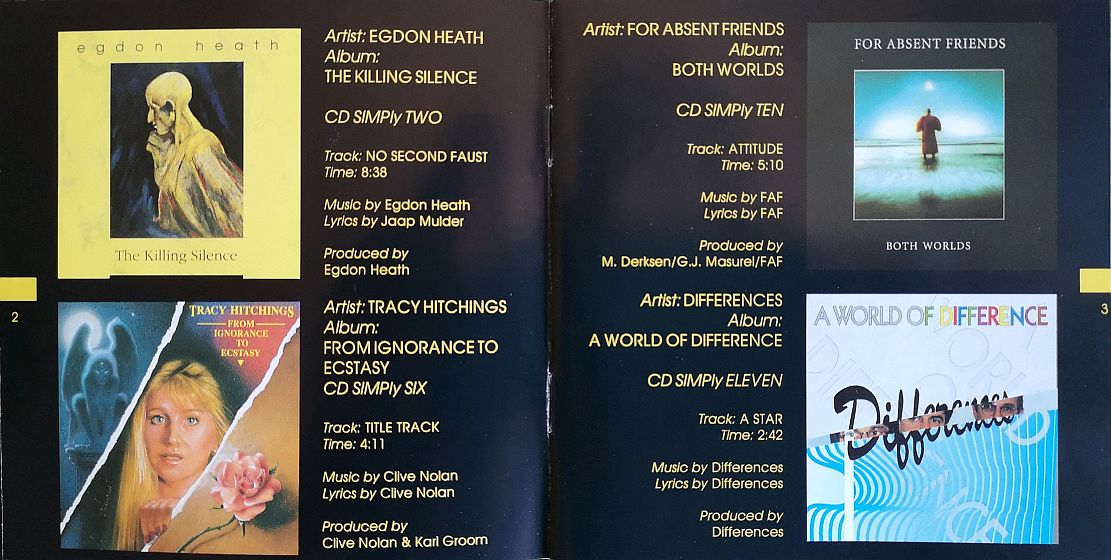 egdon heath
The Killing Silence
Artist: EGDON HEATH
Album:
THE KILLING SILENCE
CD SIMPly TWO
Track: NO SECOND FAUST
Time: 8:38
Music by Egdon Heath
Lyrics by Jaap Mulder
Produced by
Egdon Heath
2
TRACY HITCHINGS
FROM
IGNORANCE
TO
ECSTASY
Artist: TRACY HITCHINGS
Album:
FROM IGNORANCE TO
ECSTASY
CD SIMPly SIX
Track: TITLE TRACK
Time: 4:11
Music by Clive Nolan
Lyrics by Clive Nolan
Produced by
Clive Nolan & Karl Groom
Artist: FOR ABSENT FRIENDS
Album:
BOTH WORLDS
CD SIMPly TEN
Track: ATTITUDE
Time: 5:10
Music by FAF
Lyrics by FAF
Produced by
M. Derksen/G.J. Masurel/FAF
FOR ABSENT FRIENDS
BOTH WORLDS
Artist: DIFFERENCES
Album:
A WORLD OF DIFFERENCE
CD SIMPly ELEVEN
Track: A STAR
Time: 2:42
Music by Differences
Lyrics by Differences
Produced by
Differences
A WORLD OF DIFFERENCE
Differences
3